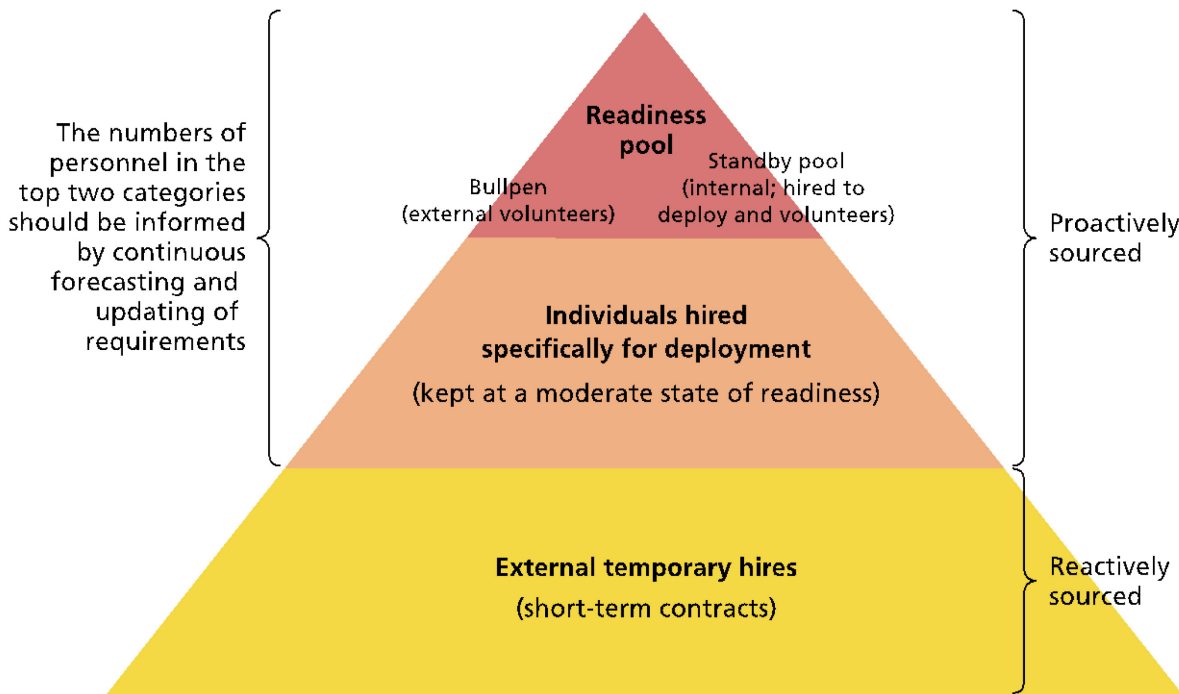 The numbers of
personnel in the
top two categories
should be informed
by continuous
forecasting and
updating of
requirements
Readiness
pool
Bullpen
(external volunteers)
Standby pool
(internal; hired to
deploy and volunteers)
Individuals hired
specifically for deployment
(kept at a moderate state of readiness)
Proactively
sourced
External temporary hires
(short-term contracts)
Reactively
sourced